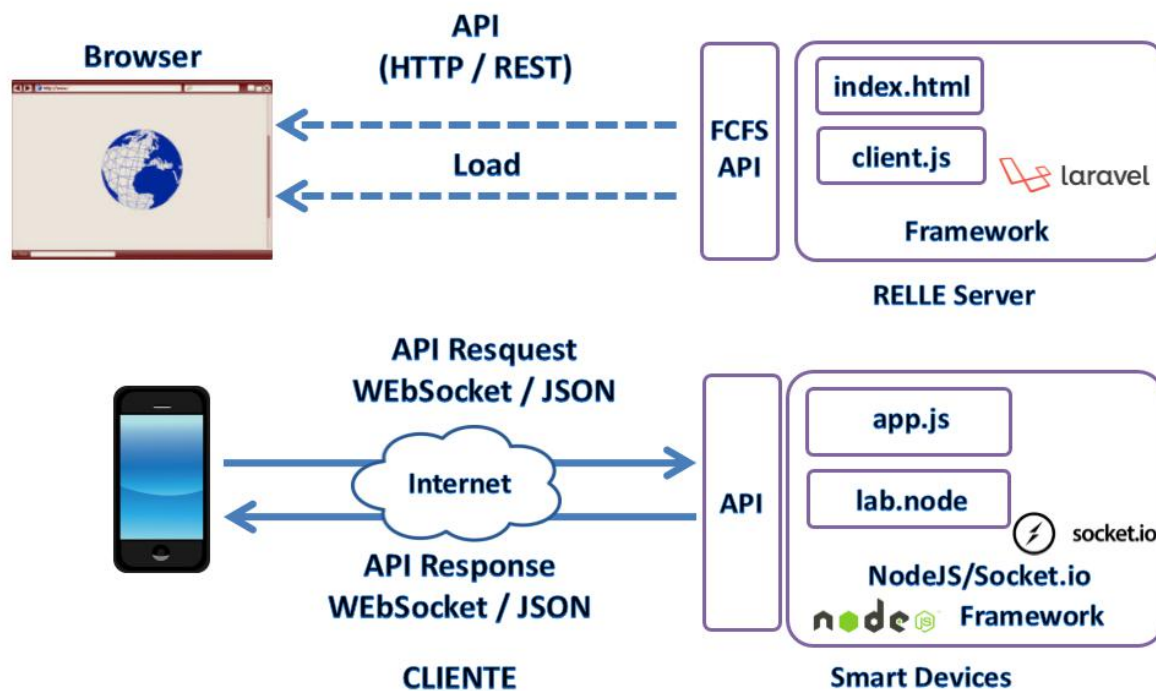 Browser
API
(HTTP / REST)
Load
FCFS
API
index.html
client.js
laravel
Framework
RELLE Server
API Resquest
WEbSocket / JSON
Internet
API Response
WEbSocket / JSON
CLIENTE
API
app.js
lab.node
socket.io
NodeJS/Socket.io
node JS
Framework
Smart Devices